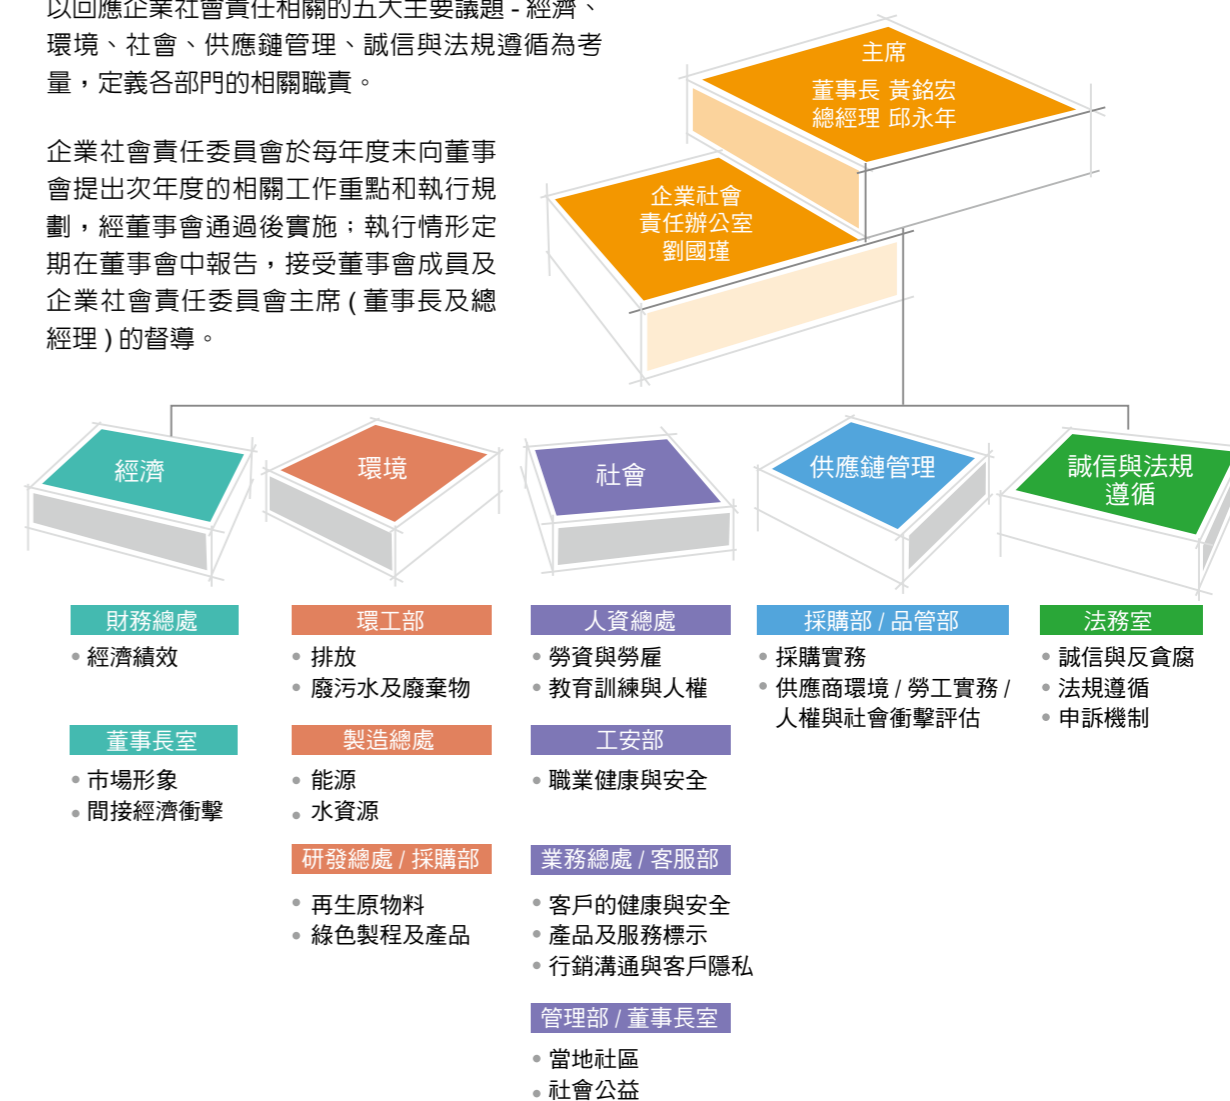 以回應企業社會責任相關的五大主要議題 - 經濟、
環境、社會、供應鏈管理、誠信與法規遵循為考
量，定義各部門的相關職責。
企業社會責任委員會於每年度末向董事
會提出次年度的相關工作重點和執行規
劃，經董事會通過後實施；執行情形定
期在董事會中報告，接受董事會成員及
企業社會責任委員會主席 ( 董事長及總
經理 ) 的督導。
主席
董事長 黃銘宏
總經理 邱永年
企業社會
責任辦公室
劉國瑾
經濟
財務總處
• 經濟績效
董事長室
• 市場形象
• 間接經濟衝擊
環境
環工部
• 排放
• 廢污水及廢棄物
製造總處
• 能源
• 水資源
研發總處 / 採購部
• 再生原物料
• 綠色製程及產品
社會
人資總處
• 勞資與勞雇
• 教育訓練與人權
工安部
• 職業健康與安全
業務總處 / 客服部
• 客戶的健康與安全
• 產品及服務標示
• 行銷溝通與客戶隱私
管理部 / 董事長室
• 當地社區
• 社會公益
供應鏈管理
採購部 / 品管部
• 採購實務
• 供應商環境 / 勞工實務 /
人權與社會衝擊評估
誠信與法規
遵循
法務室
• 誠信與反貪腐
• 法規遵循
• 申訴機制